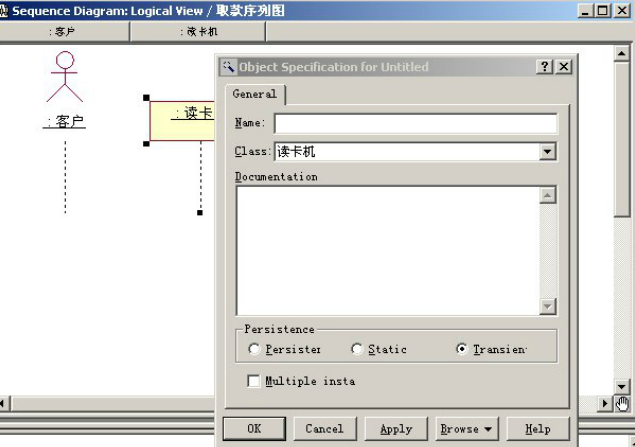 Sequence Diagram: Logical View / 取款序列图
: 客户
: 读卡机
: 客户
: 读卡
Object Specification for Untitled
General
Name:
Class: 读卡机
Documentation
Persistence
Persister
Static
Transien
Multiple insta
OK
Cancel
Apply
Browse
Help